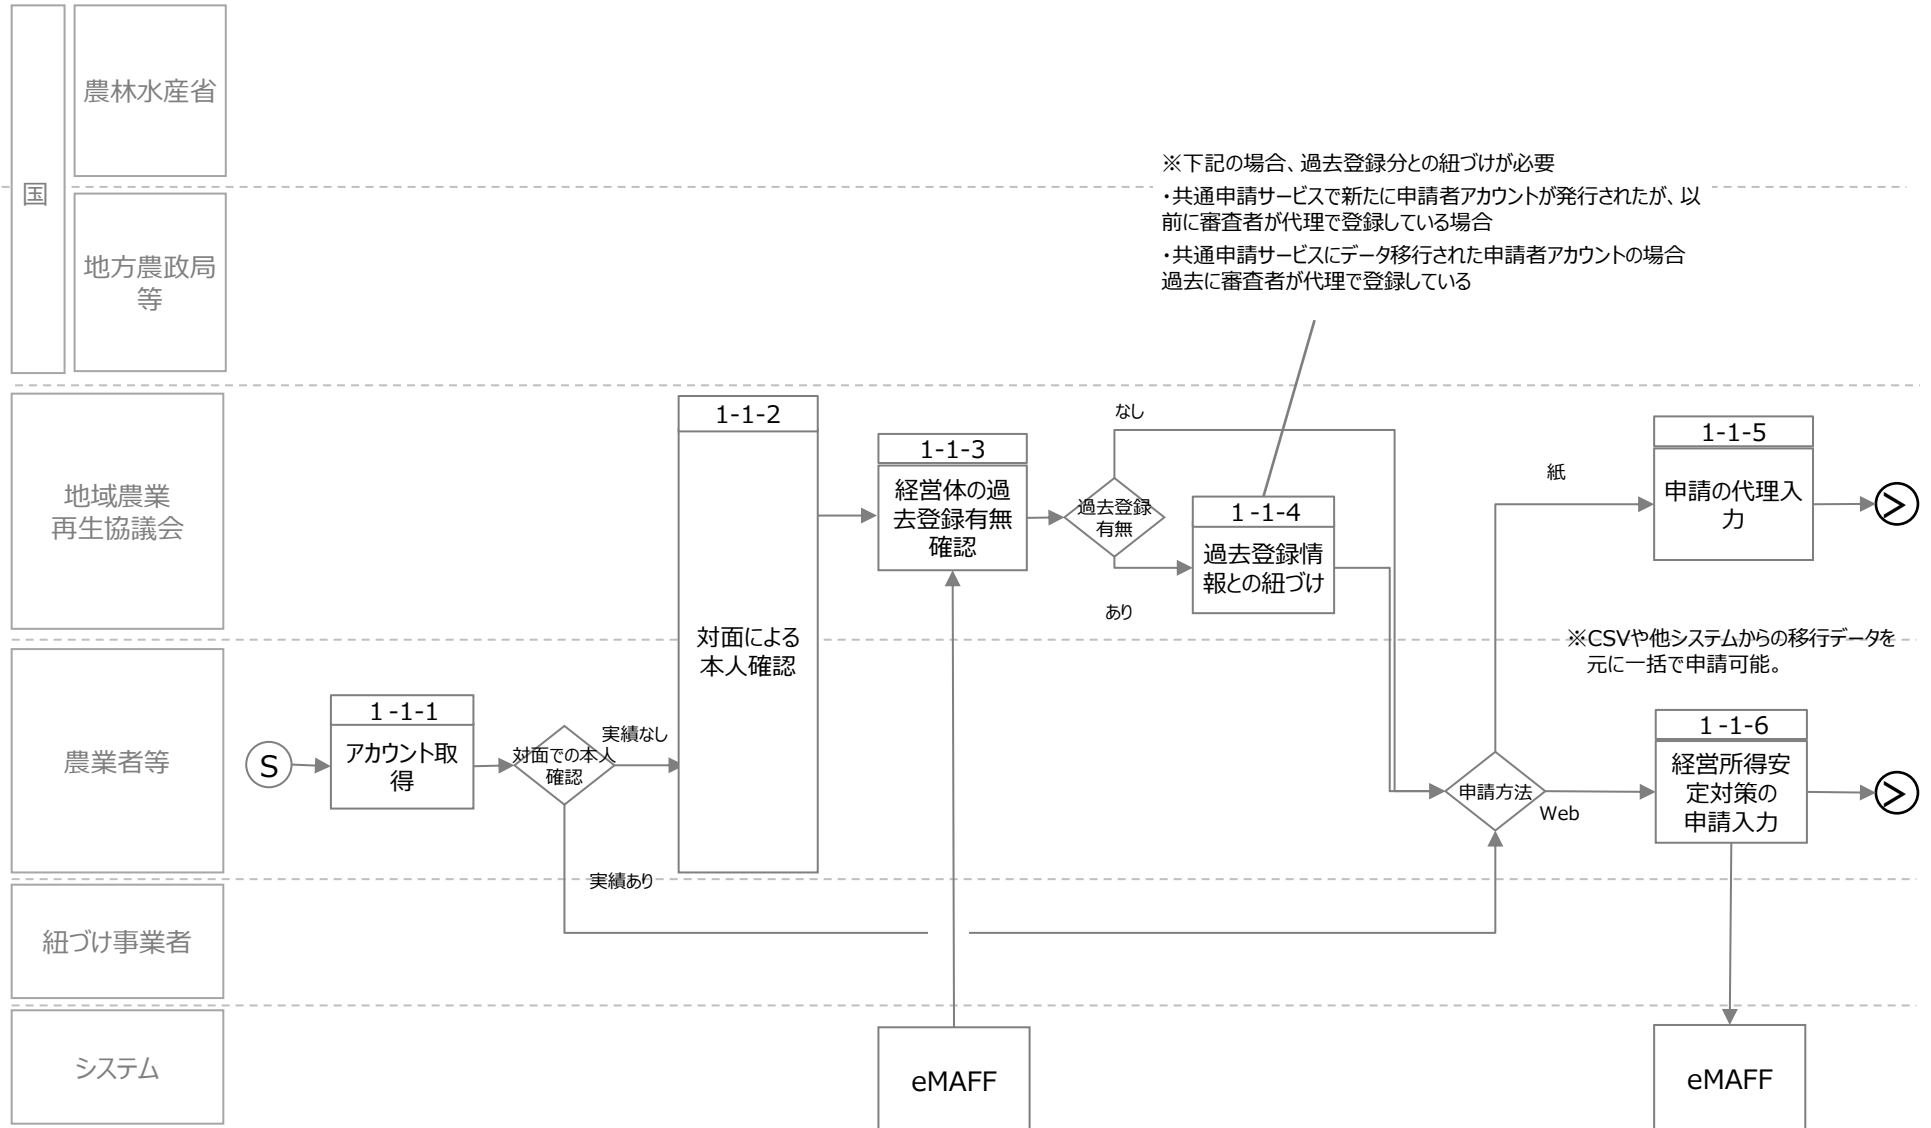 国
農林水産省
地方農政局
等
※下記の場合、過去登録分との紐づけが必要
・共通申請サービスで新たに申請者アカウントが発行されたが、以
前に審査者が代理で登録している場合
・共通申請サービスにデータ移行された申請者アカウントの場合
過去に審査者が代理で登録している
地域農業
再生協議会
1-1-2
対面による
本人確認
1-1-3
経営体の過
去登録有無
確認
過去登録
有無
なし
あり
1-1-4
過去登録情
報との紐づけ
紙
1-1-5
申請の代理入
力
>
※CSVや他システムからの移行データを
元に一括で申請可能。
農業者等
S
1-1-1
アカウント取
得
対面での本人
確認
実績なし
実績あり
申請方法
Web
1-1-6
経営所得安
定対策の
申請入力
>
紐づけ事業者
システム
eMAFF
eMAFF